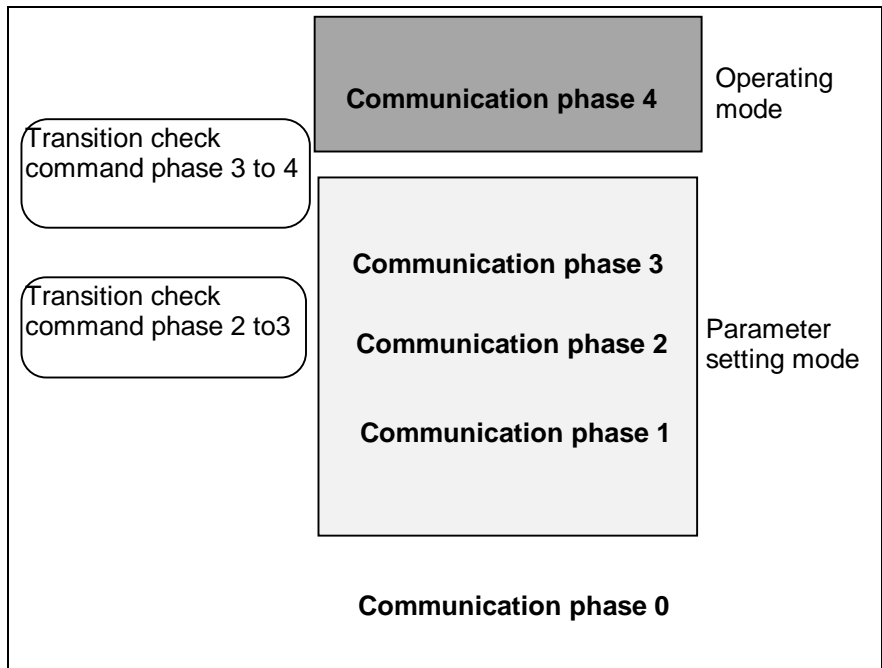 Communication phase 4
Operating
mode
Transition check
command phase 3 to 4
Communication phase 3
Transition check
command phase 2 to3
Communication phase 2
Parameter
setting mode
Communication phase 1
Communication phase 0